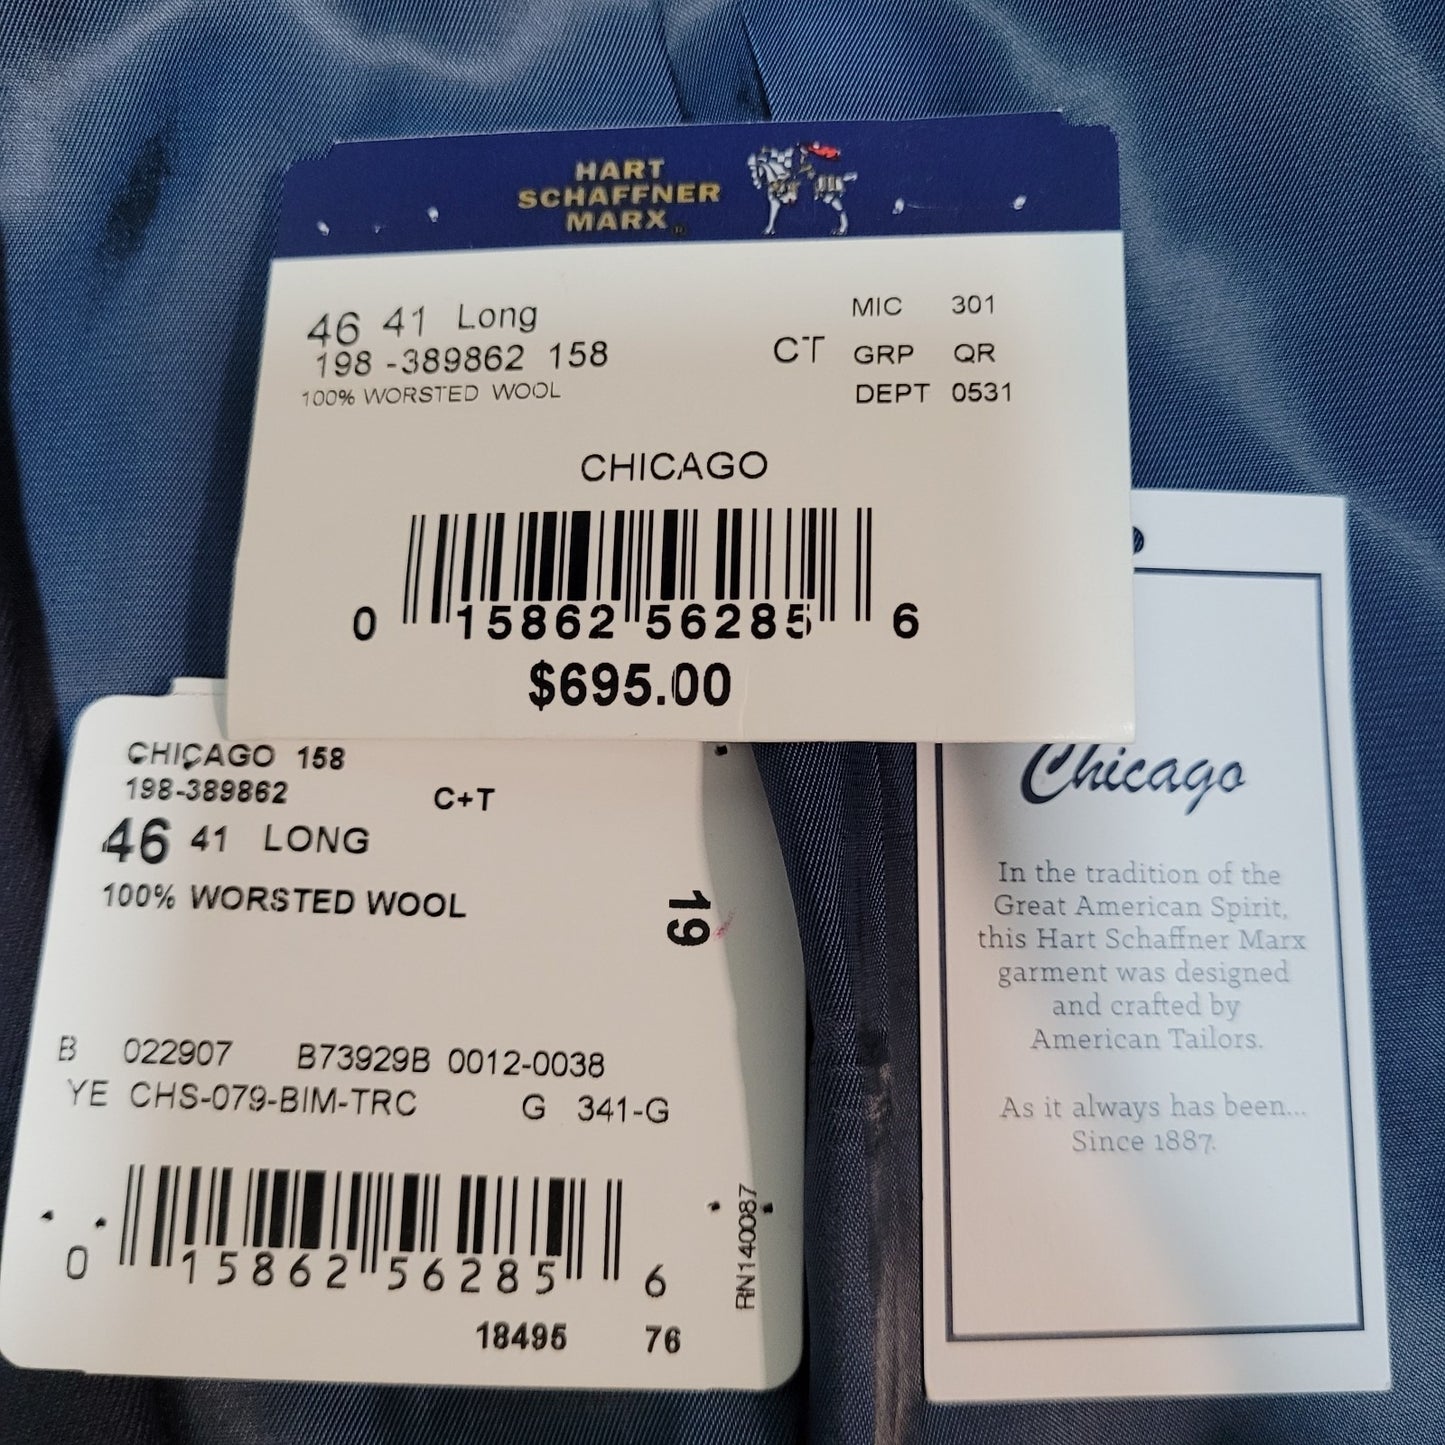 HART
SCHAFFNER
MARX
46 41 Long
198 -389862 158
100% WORSTED WOOL
CT
MIC 301
GRP QR
DEPT 0531
CHICAGO
0 15862 56285 6
$695.00
CHICAGO 158
198-389862 C+T
46 41 LONG
100% WORSTED WOOL
19
B 022907 B73929B 0012-0038
YE CHS-079-BIM-TRC G 341-G
0 15862 56285 6
RN140087
18495 76
Chicago
In the tradition of the
Great American Spirit,
this Hart Schaffner Marx
garment was designed
and crafted by
American Tailors.
As it always has been...
Since 1887.